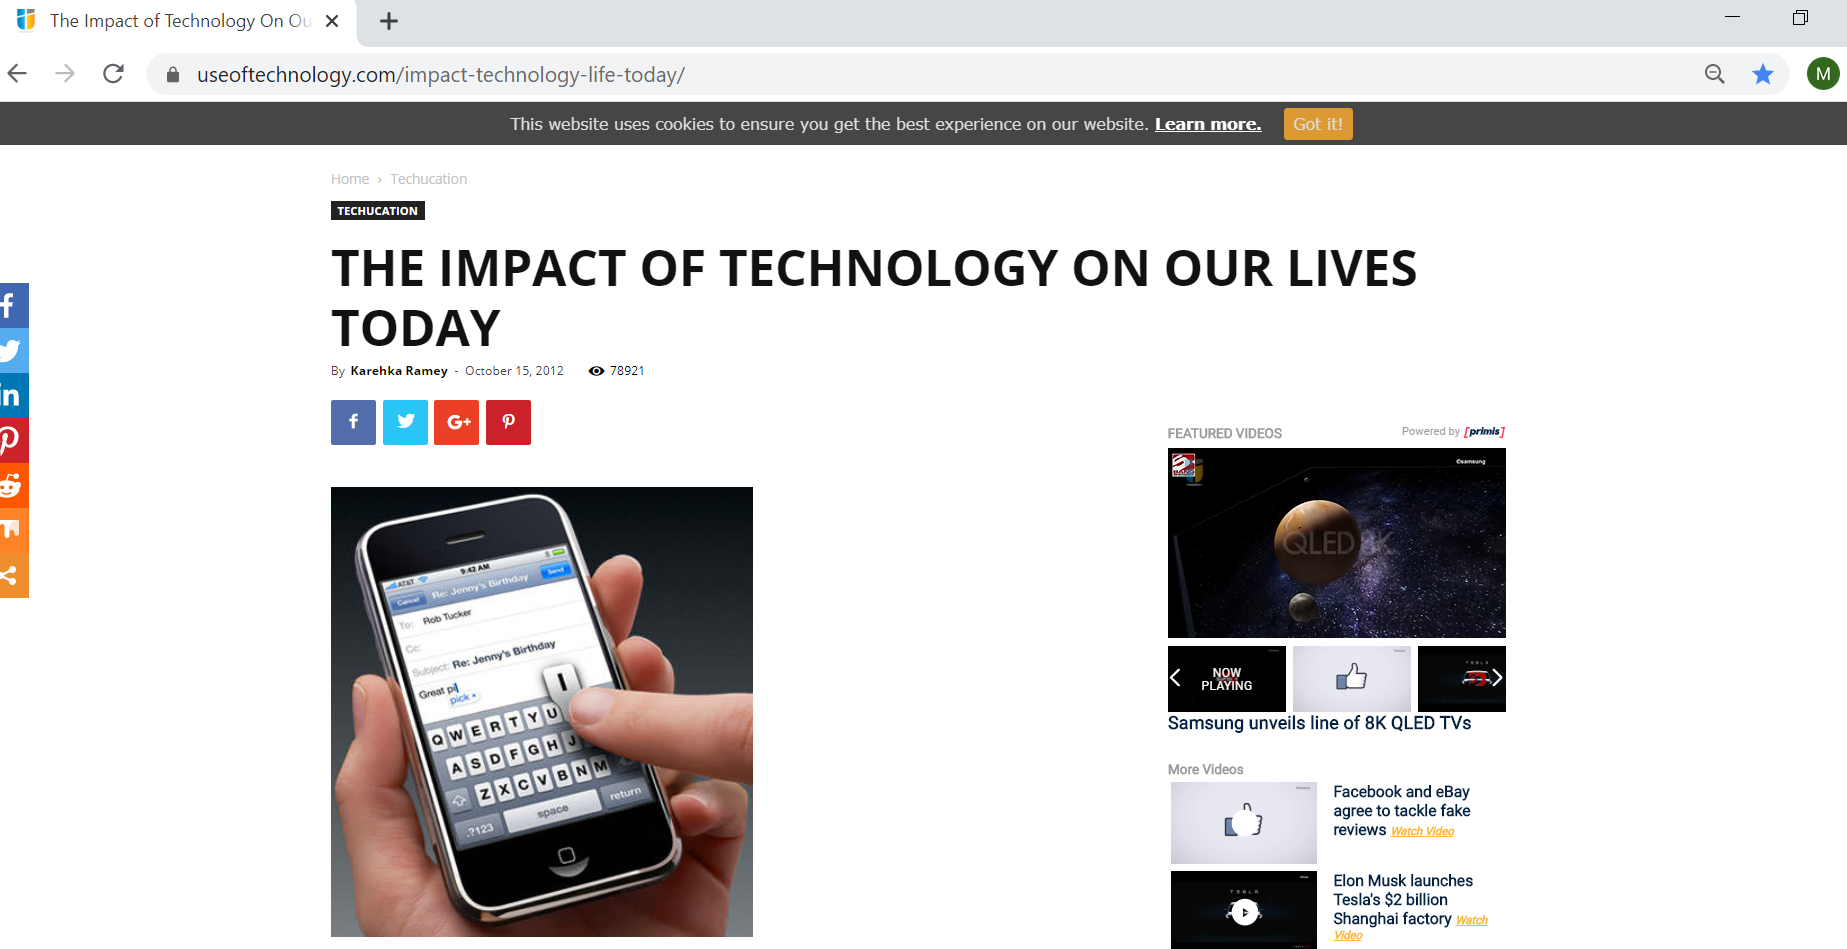 The Impact of Technology On Ou
useoftechnology.com/impact-technology-life-today/
M
This website uses cookies to ensure you get the best experience on our website. Learn more. Got it!
Home › Techucation
TECHUCATION
THE IMPACT OF TECHNOLOGY ON OUR LIVES
TODAY
By Karehka Ramey - October 15, 2012 78921
f G+
FEATURED VIDEOS Powered by [primis]
©samsung
QLED 8K
AT&T 9:42 AM
Cancel Re: Jenny's Birthday Send
To: Rob Tucker
Cc:
Subject: Re: Jenny's Birthday
Great pi
pick
I
Q W E R T Y U
A S D F G H J
Z X C V B N M
.?123 space return
NOW
PLAYING
TESLA
Samsung unveils line of 8K QLED TVs
More Videos
Facebook and eBay
agree to tackle fake
reviews Watch Video
TESLA
Elon Musk launches
Tesla's $2 billion
Shanghai factory Watch
Video
f
in